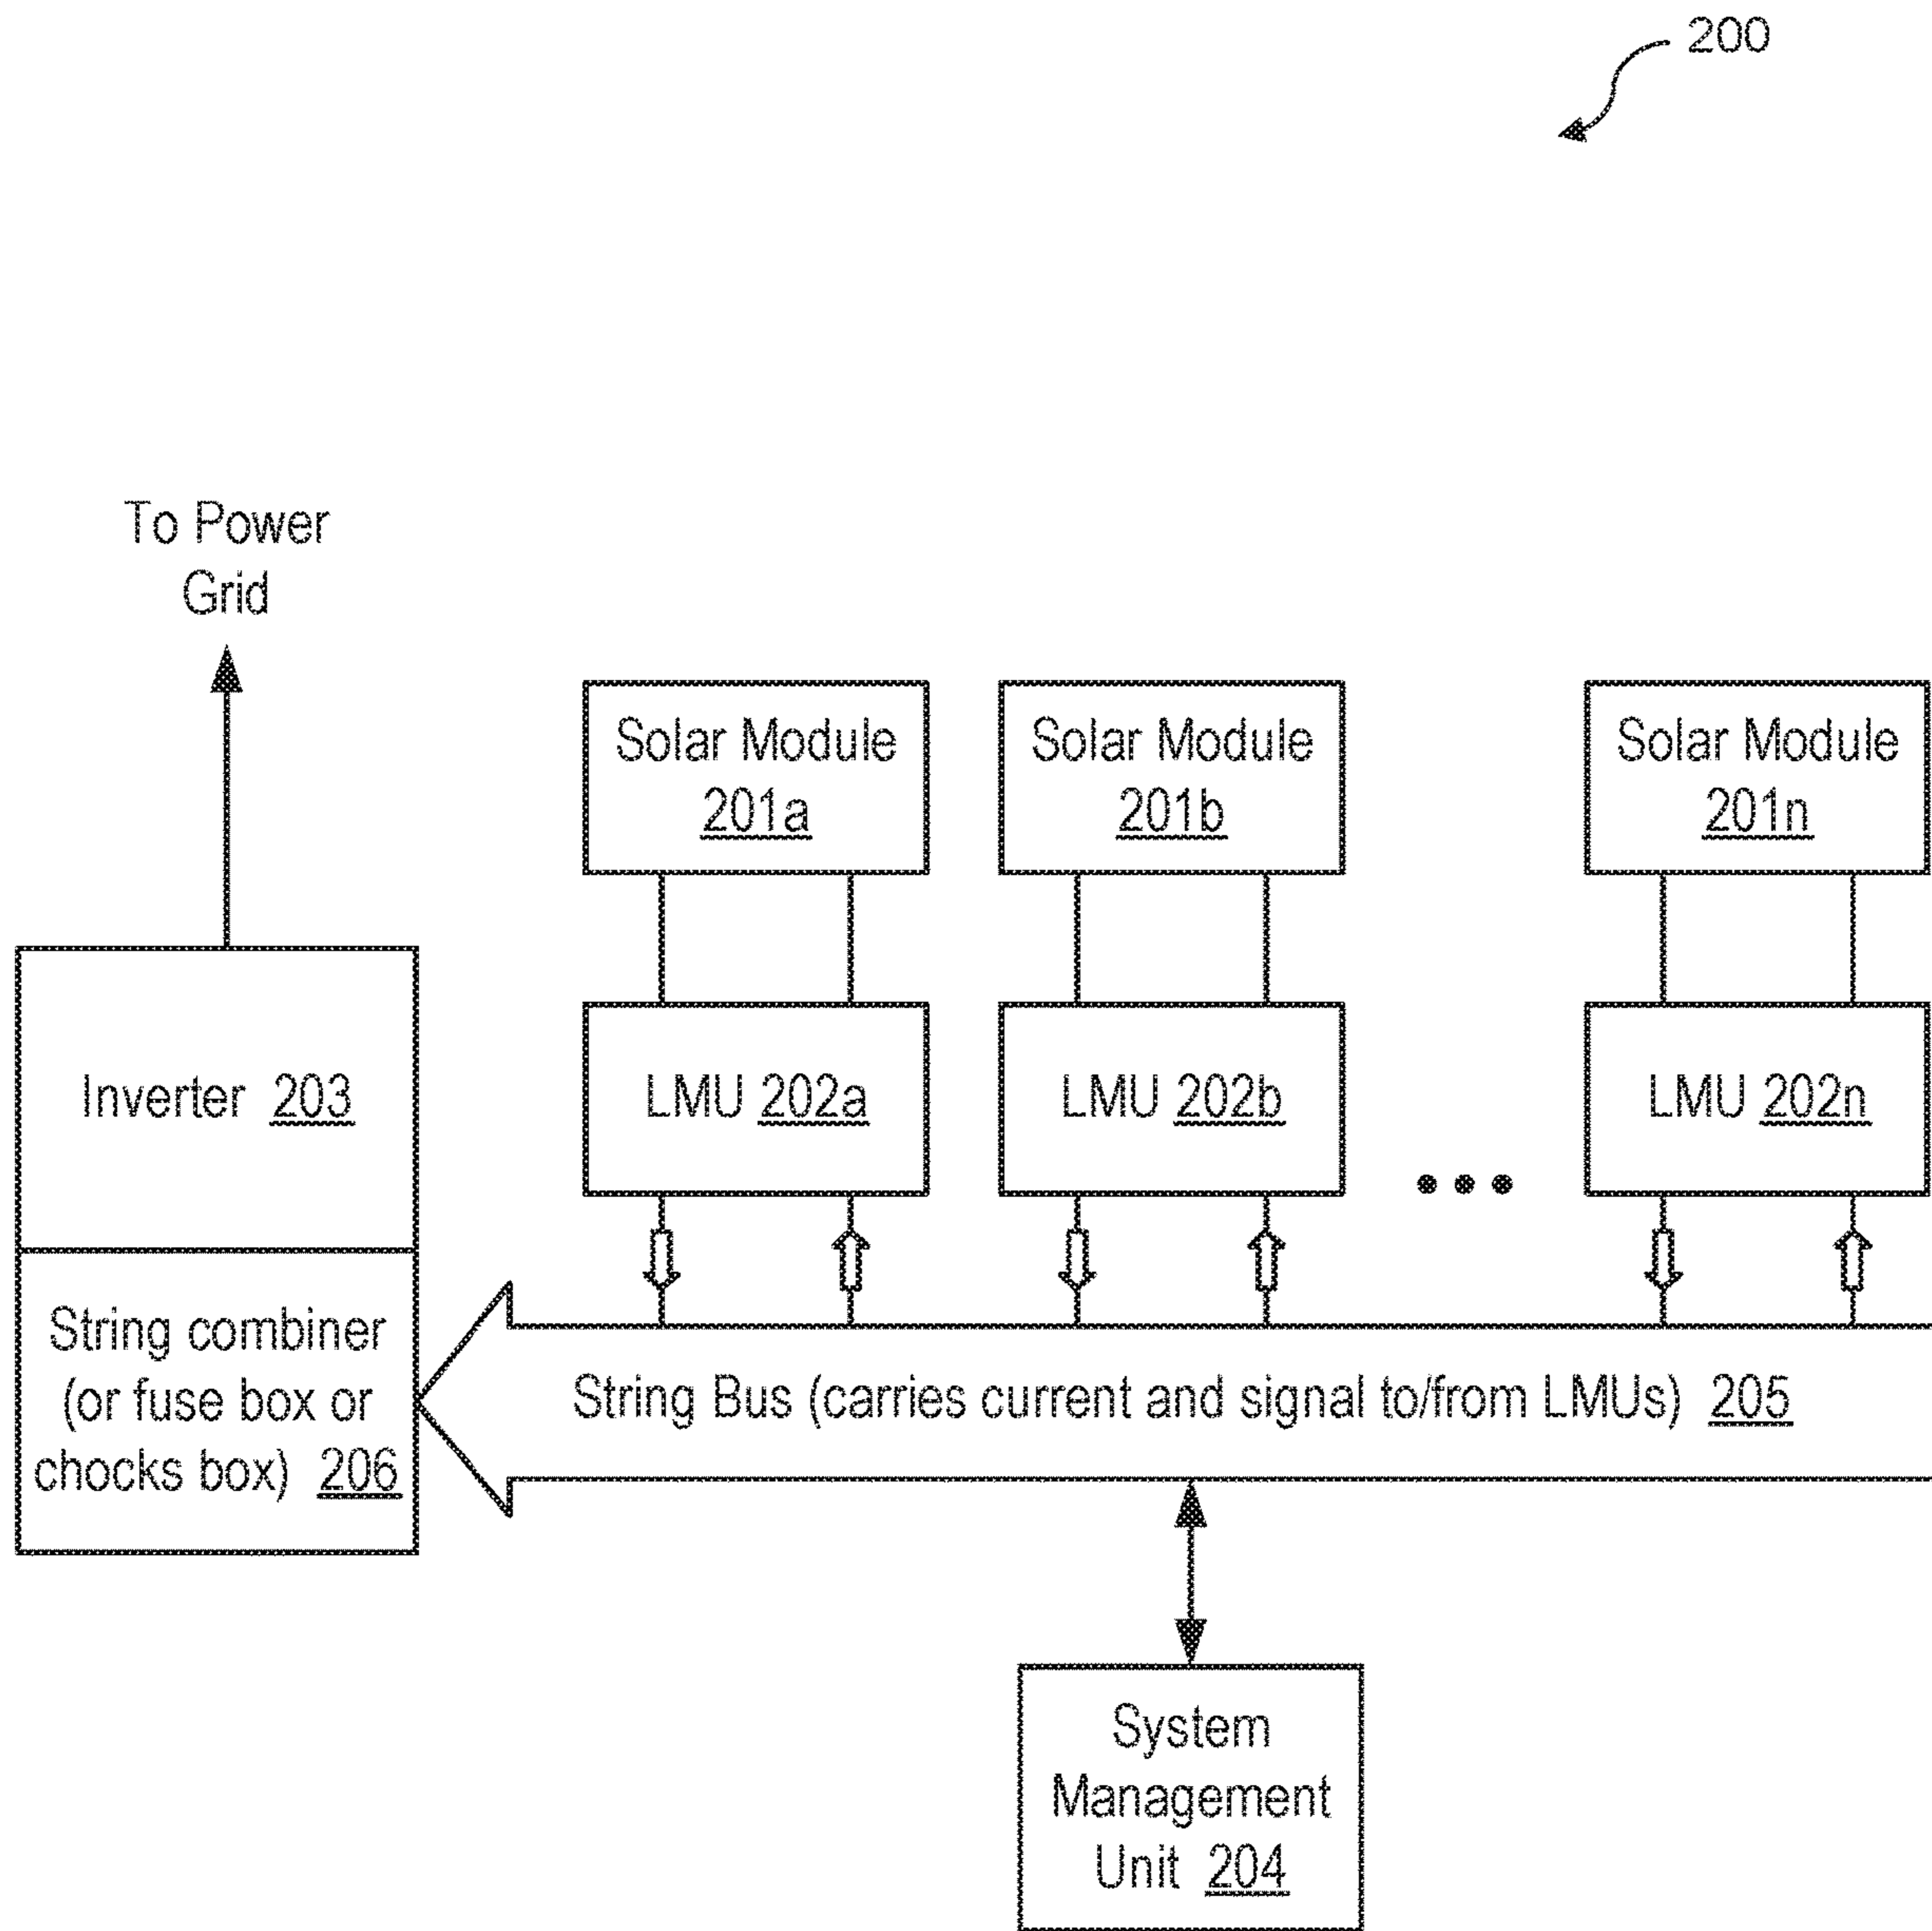 200
To Power
Grid
Solar Module
201a
Solar Module
201b
Solar Module
201n
Inverter 203
LMU 202a
LMU 202b
LMU 202n
String combiner
(or fuse box or
chocks box) 206
String Bus (carries current and signal to/from LMUs) 205
System
Management
Unit 204